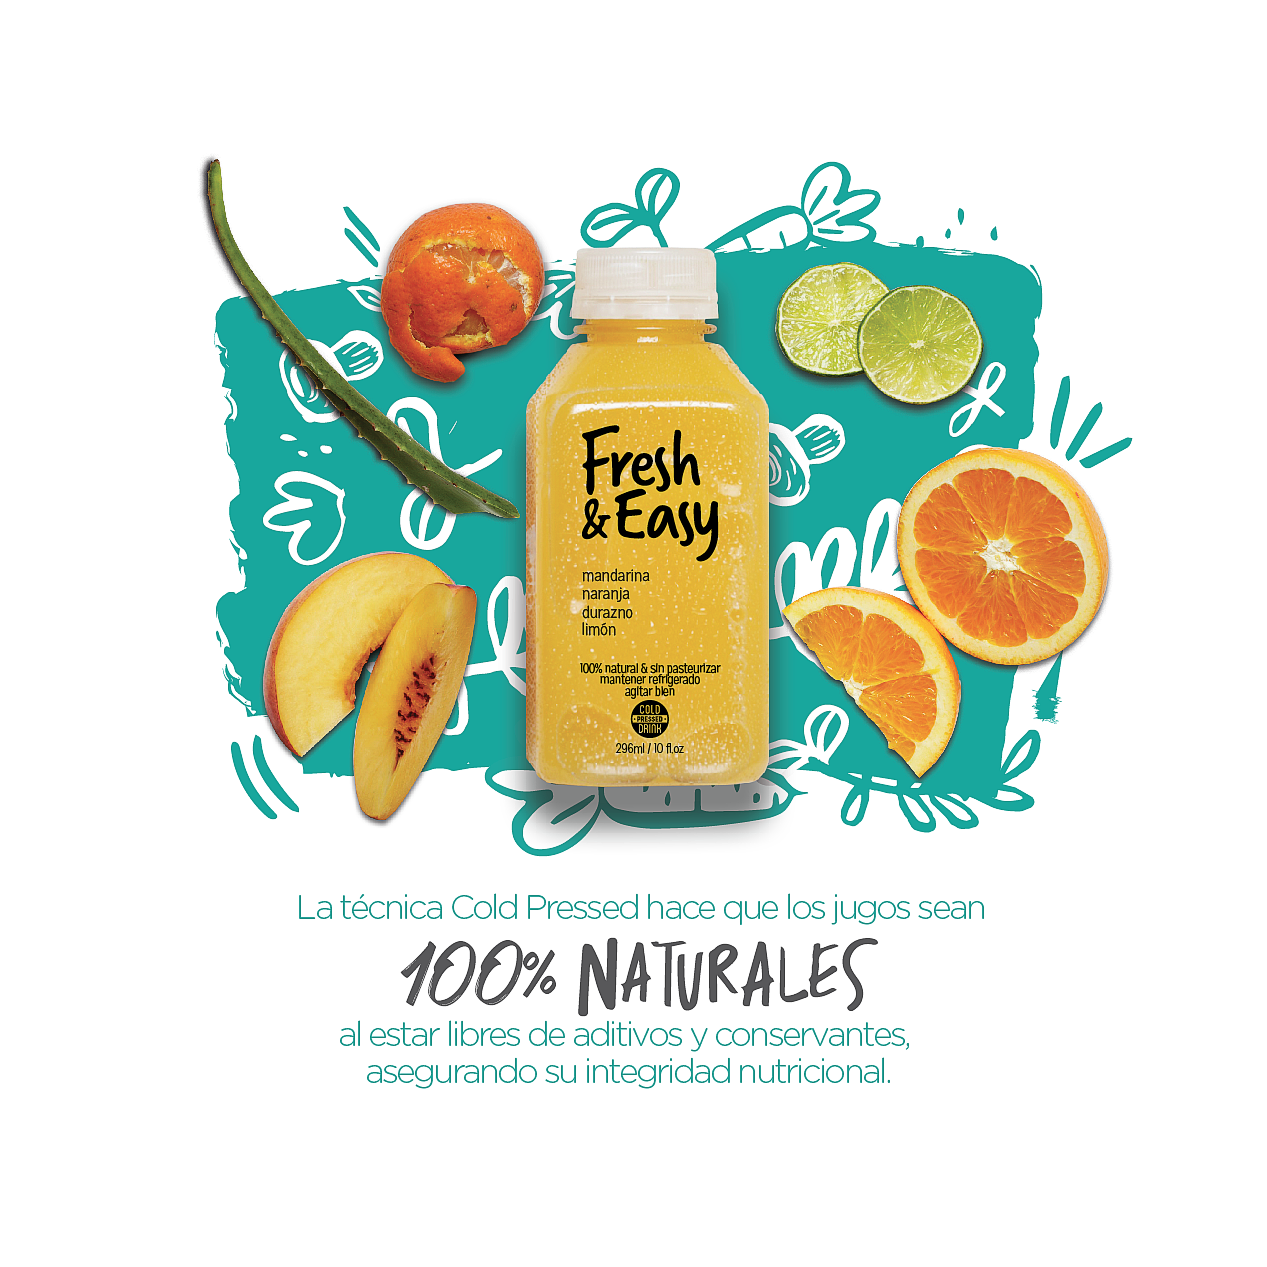 Fresh
& Easy
mandarina
naranja
durazno
limón
100% natural & sin pasteurizar
mantener refrigerado
agitar bien
COLD
PRESSED
DRINK
296ml / 10 fl.oz
La técnica Cold Pressed hace que los jugos sean
100% NATURALES
al estar libres de aditivos y conservantes,
asegurando su integridad nutricional.